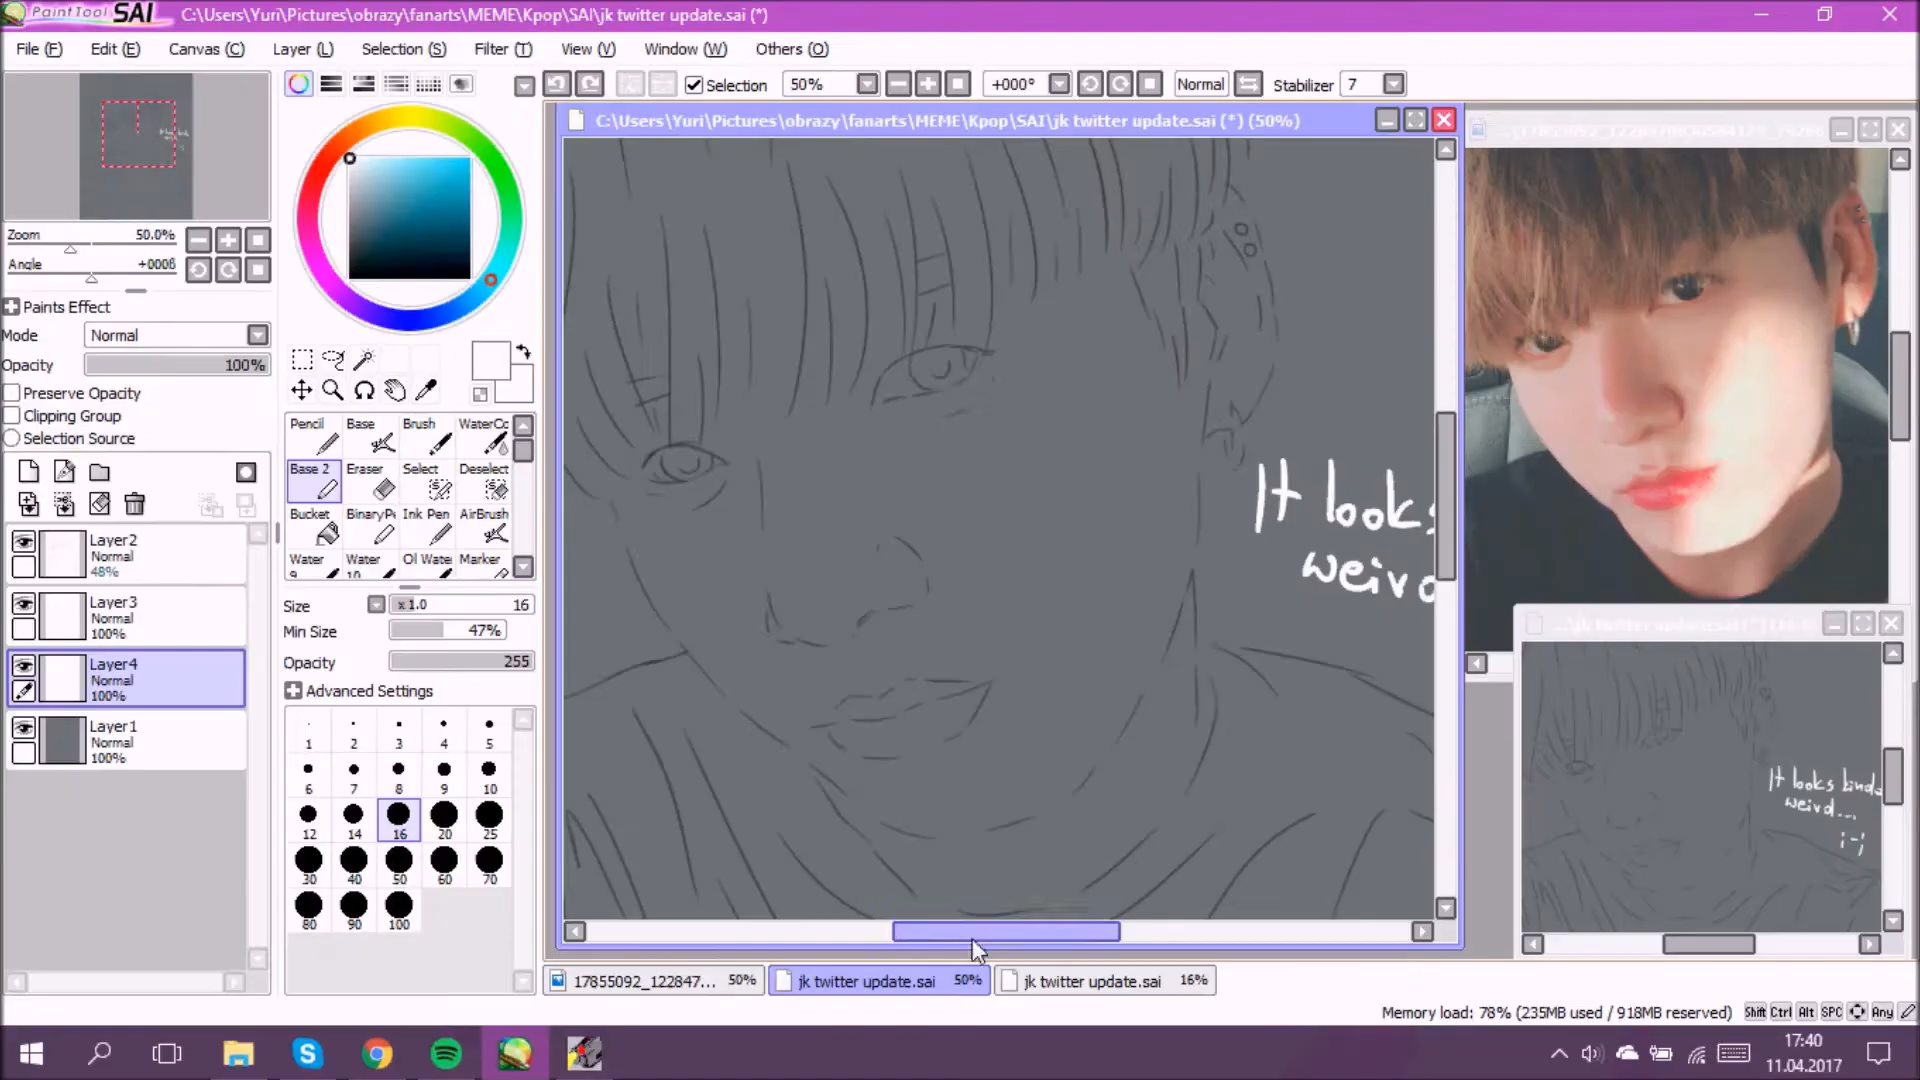 PaintTool SAI C:\Users\Yuri\Pictures\obrazy\fanarts\MEME\Kpop\SAI\jk twitter update.sai (*)
File (F) Edit (E) Canvas (C) Layer (L) Selection (S) Filter (T) View (V) Window (W) Others (O)
Selection 50% +000° Normal Stabilizer 7
C:\Users\Yuri\Pictures\obrazy\fanarts\MEME\Kpop\SAI\jk twitter update.sai (*) (50%)
Zoom 50.0%
Angle
Paints Effect
Mode Normal
Opacity 100%
Preserve Opacity
Clipping Group
Selection Source
Layer2
Normal
48%
Layer3
Normal
100%
Layer4
Normal
100%
Layer1
Normal
100%
Pencil Base Brush WaterCo
Base 2 Eraser Select Deselect
Bucket BinaryPe Ink Pen AirBrush
Water Water Oil Water Marker
9 10
Size x 1.0 16
Min Size 47%
Opacity 255
Advanced Settings
1 2 3 4 5
6 7 8 9 10
12 14 16 20 25
30 40 50 60 70
80 90 100
It looks
weird
It looks kinda
weird...
;-;
17855092_122847... 50% jk twitter update.sai 50% jk twitter update.sai 16%
Memory load: 78% (235MB used / 918MB reserved) Shift Ctrl Alt SPC Any
17:40
11.04.2017